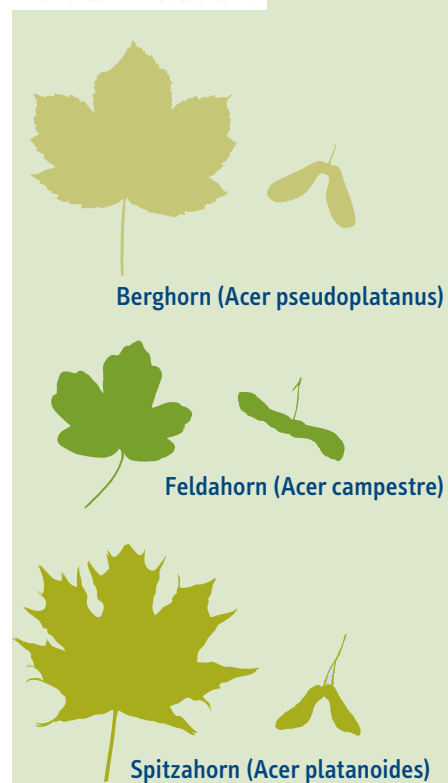 Berghorn (Acer pseudoplatanus)
Feldahorn (Acer campestre)
Spitzahorn (Acer platanoides)